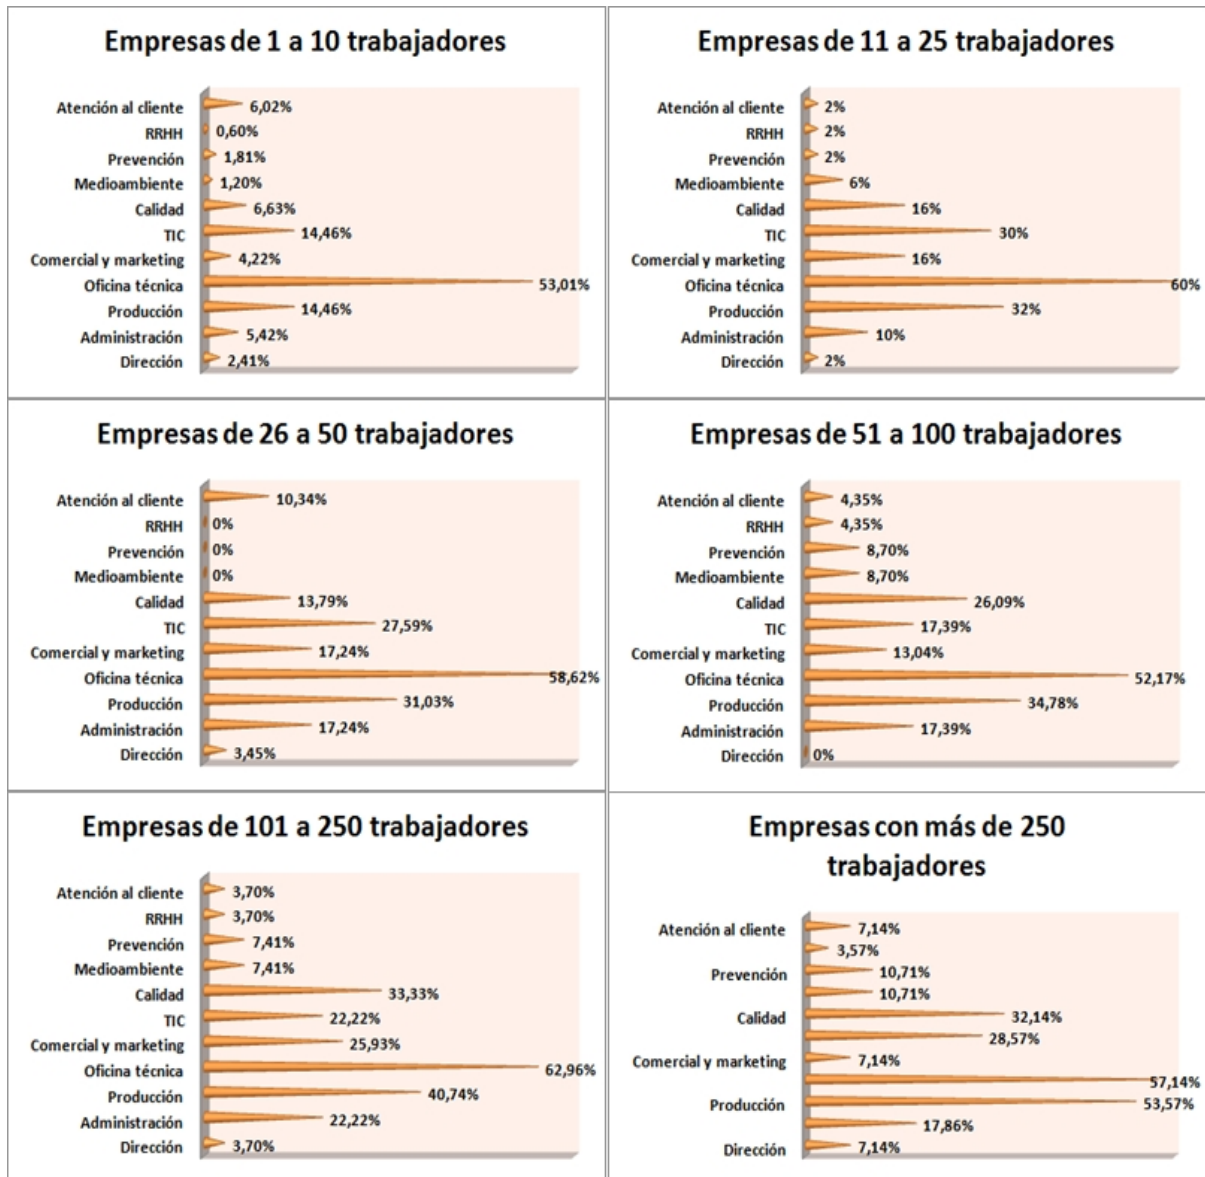 Empresas de 1 a 10 trabajadores
Atención al cliente 6,02%
RRHH 0,60%
Prevención 1,81%
Medioambiente 1,20%
Calidad 6,63%
TIC 14,46%
Comercial y marketing 4,22%
Oficina técnica 53,01%
Producción 14,46%
Administración 5,42%
Dirección 2,41%
Empresas de 11 a 25 trabajadores
Atención al cliente 2%
RRHH 2%
Prevención 2%
Medioambiente 6%
Calidad 16%
TIC 30%
Comercial y marketing 16%
Oficina técnica 60%
Producción 32%
Administración 10%
Dirección 2%
Empresas de 26 a 50 trabajadores
Atención al cliente 10,34%
RRHH 0%
Prevención 0%
Medioambiente 0%
Calidad 13,79%
TIC 27,59%
Comercial y marketing 17,24%
Oficina técnica 58,62%
Producción 31,03%
Administración 17,24%
Dirección 3,45%
Empresas de 51 a 100 trabajadores
Atención al cliente 4,35%
RRHH 4,35%
Prevención 8,70%
Medioambiente 8,70%
Calidad 26,09%
TIC 17,39%
Comercial y marketing 13,04%
Oficina técnica 52,17%
Producción 34,78%
Administración 17,39%
Dirección 0%
Empresas de 101 a 250 trabajadores
Atención al cliente 3,70%
RRHH 3,70%
Prevención 7,41%
Medioambiente 7,41%
Calidad 33,33%
TIC 22,22%
Comercial y marketing 25,93%
Oficina técnica 62,96%
Producción 40,74%
Administración 22,22%
Dirección 3,70%
Empresas con más de 250
trabajadores
Atención al cliente 7,14%
3,57%
Prevención 10,71%
10,71%
Calidad 32,14%
28,57%
Comercial y marketing 7,14%
57,14%
Producción 53,57%
17,86%
Dirección 7,14%